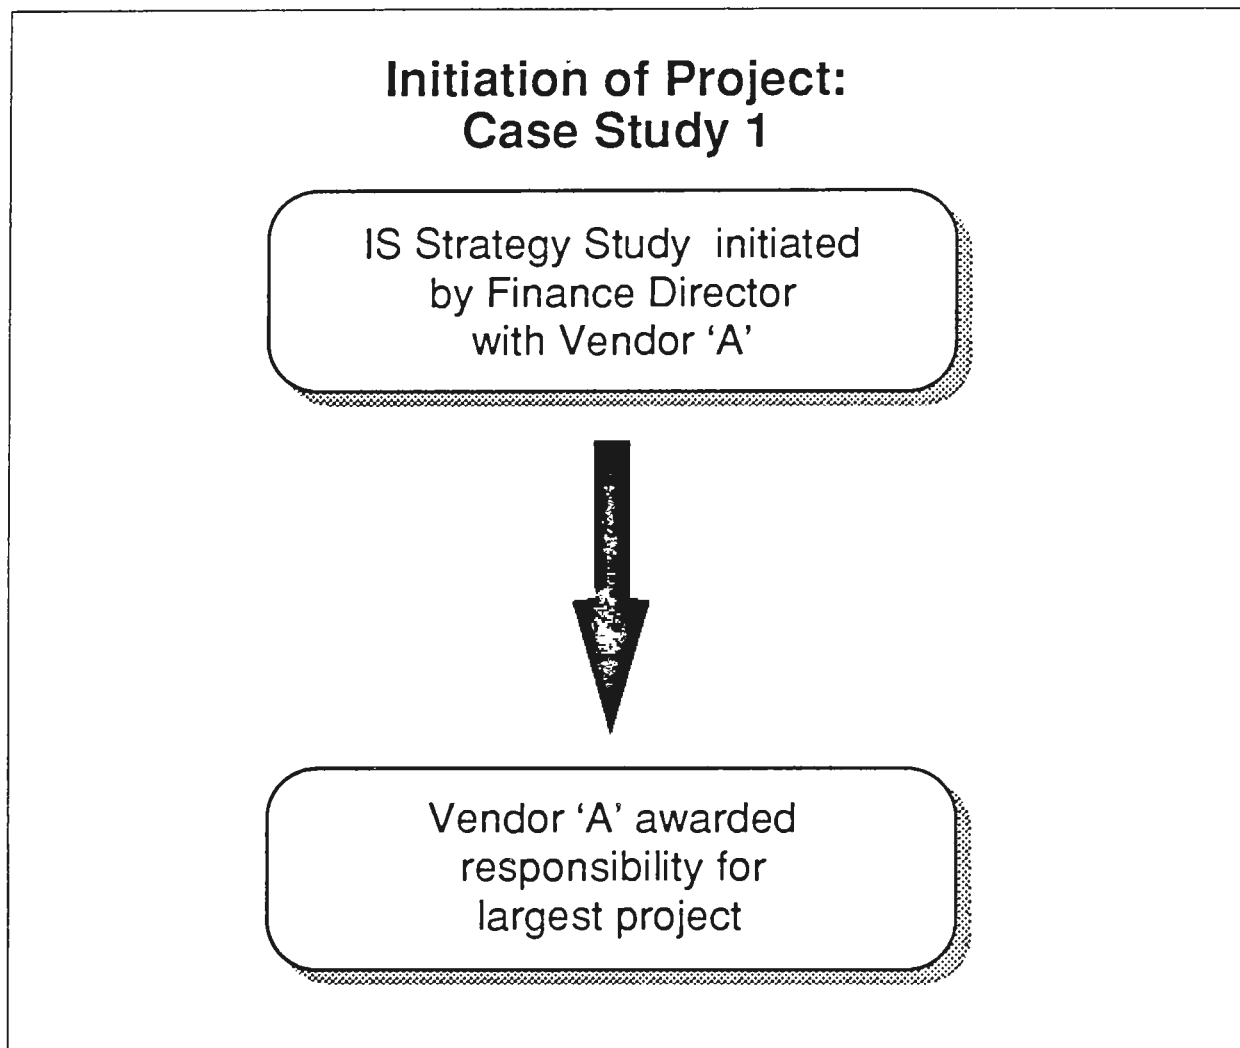 Initiation of Project:
Case Study 1
IS Strategy Study initiated
by Finance Director
with Vendor ‘A’
Vendor ‘A’ awarded
responsibility for
largest project